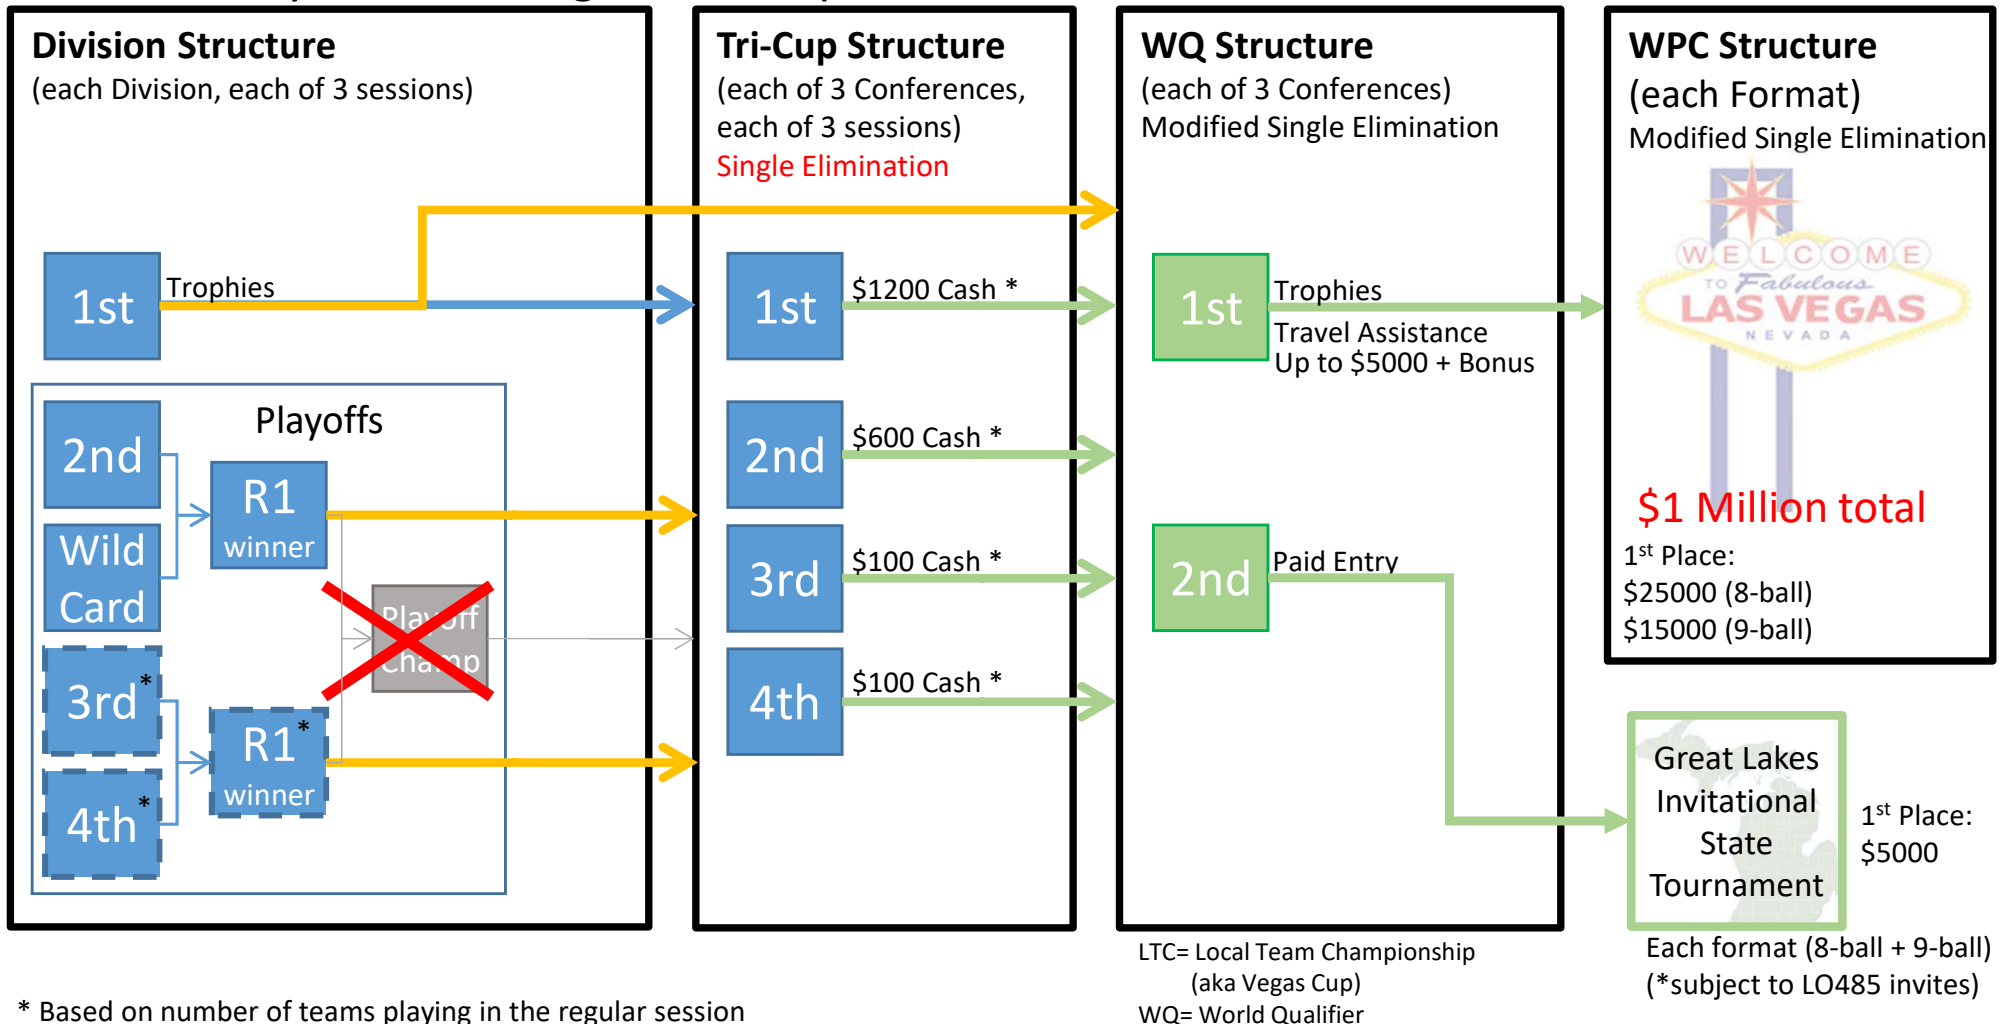 Division Structure
(each Division, each of 3 sessions)
1st
Trophies
Playoffs
2nd
Wild
Card
R1
winner
3rd*
4th*
R1*
winner
Playoff
Champ
Tri-Cup Structure
(each of 3 Conferences,
each of 3 sessions)
Single Elimination
1st
$1200 Cash *
2nd
$600 Cash *
3rd
$100 Cash *
4th
$100 Cash *
WQ Structure
(each of 3 Conferences)
Modified Single Elimination
1st
Trophies
Travel Assistance
Up to $5000 + Bonus
2nd
Paid Entry
WPC Structure
(each Format)
Modified Single Elimination
WELCOME
TO Fabulous
LAS VEGAS
NEVADA
$1 Million total
1st Place:
$25000 (8-ball)
$15000 (9-ball)
Great Lakes
Invitational
State
Tournament
1st Place:
$5000
Each format (8-ball + 9-ball)
(*subject to LO485 invites)
LTC= Local Team Championship
(aka Vegas Cup)
WQ= World Qualifier
* Based on number of teams playing in the regular session